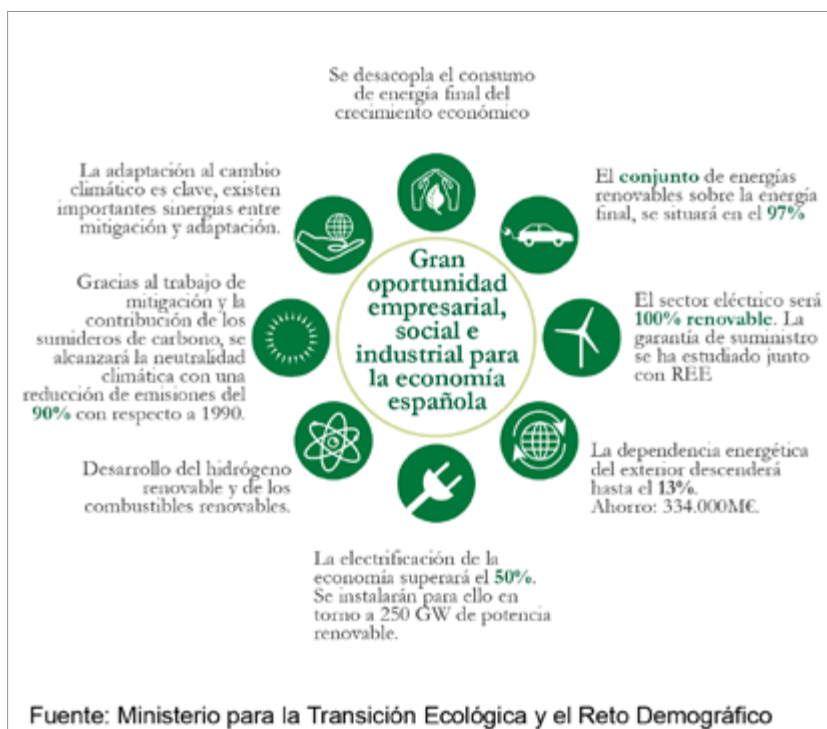 Se desacopla el consumo
de energía final del
crecimiento económico
La adaptación al cambio
climático es clave, existen
importantes sinergias entre
mitigación y adaptación.
El conjunto de energías
renovables sobre la energía
final, se situará en el 97%
Gran
oportunidad
empresarial,
social e
industrial para
la economía
española
Gracias al trabajo de
mitigación y la
contribución de los
sumideros de carbono, se
alcanzará la neutralidad
climática con una
reducción de emisiones del
90% con respecto a 1990.
El sector eléctrico será
100% renovable. La
garantía de suministro
se ha estudiado junto
con REE
Desarrollo del hidrógeno
renovable y de los
combustibles renovables.
La dependencia energética
del exterior descenderá
hasta el 13%.
Ahorro: 334.000M€.
La electrificación de la
economía superará el 50%.
Se instalarán para ello en
torno a 250 GW de potencia
renovable.
Fuente: Ministerio para la Transición Ecológica y el Reto Demográfico